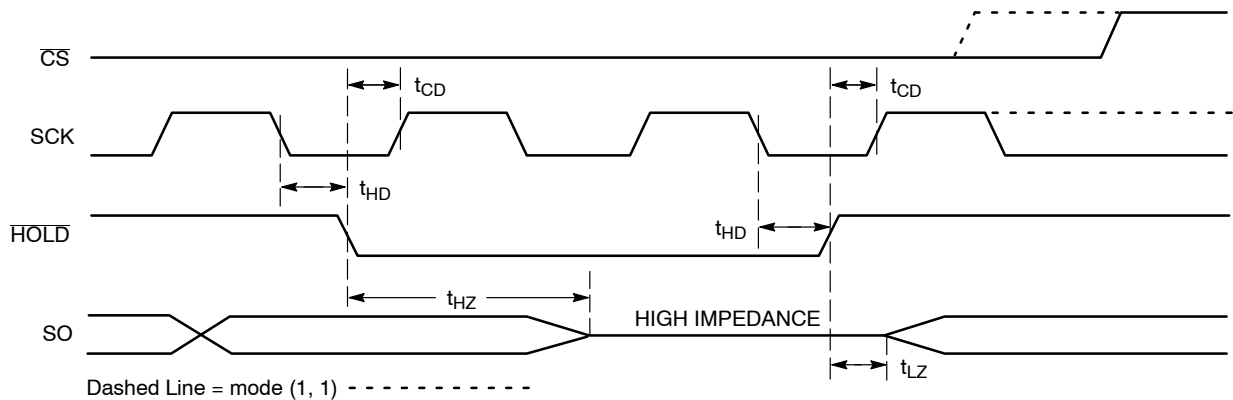 CS
tCD
tCD
SCK
tHD
HOLD
tHD
tHZ
HIGH IMPEDANCE
SO
tLZ
Dashed Line = mode (1, 1)